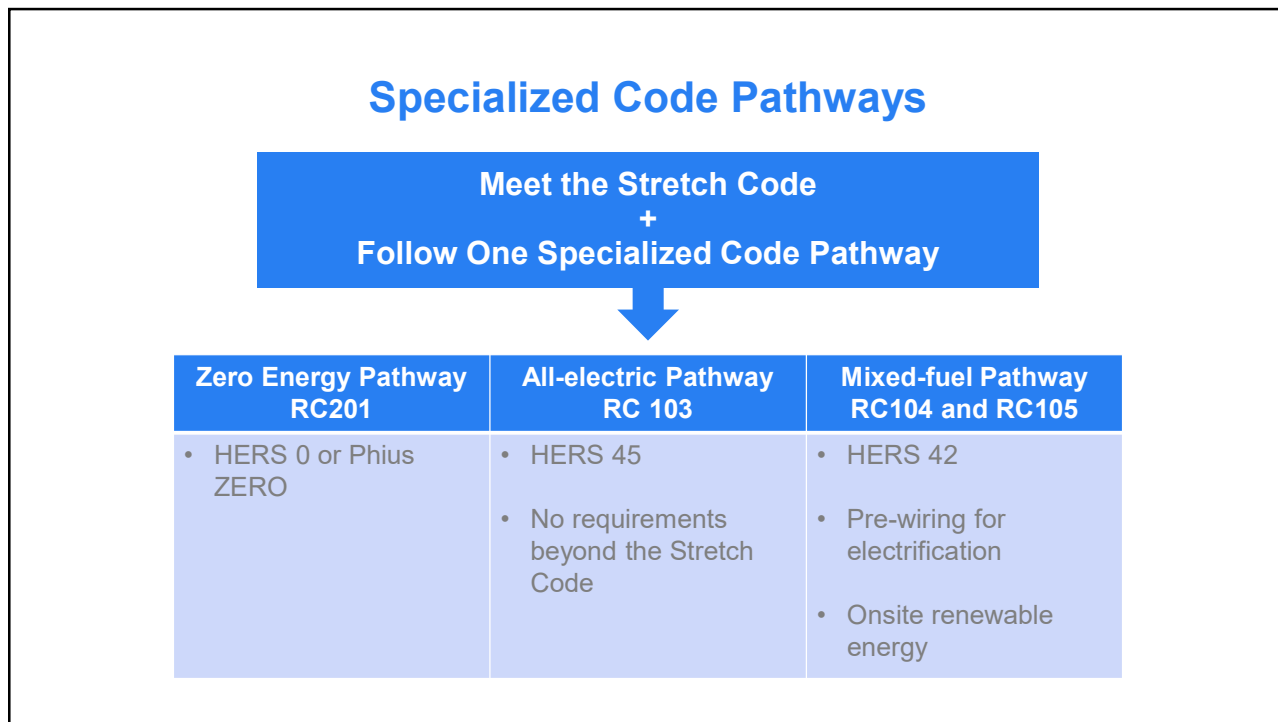 Specialized Code Pathways
Meet the Stretch Code
+
Follow One Specialized Code Pathway
Zero Energy Pathway
RC201
All-electric Pathway
RC 103
Mixed-fuel Pathway
RC104 and RC105
• HERS 0 or Phius
ZERO
• HERS 45
• No requirements
beyond the Stretch
Code
• HERS 42
• Pre-wiring for
electrification
• Onsite renewable
energy